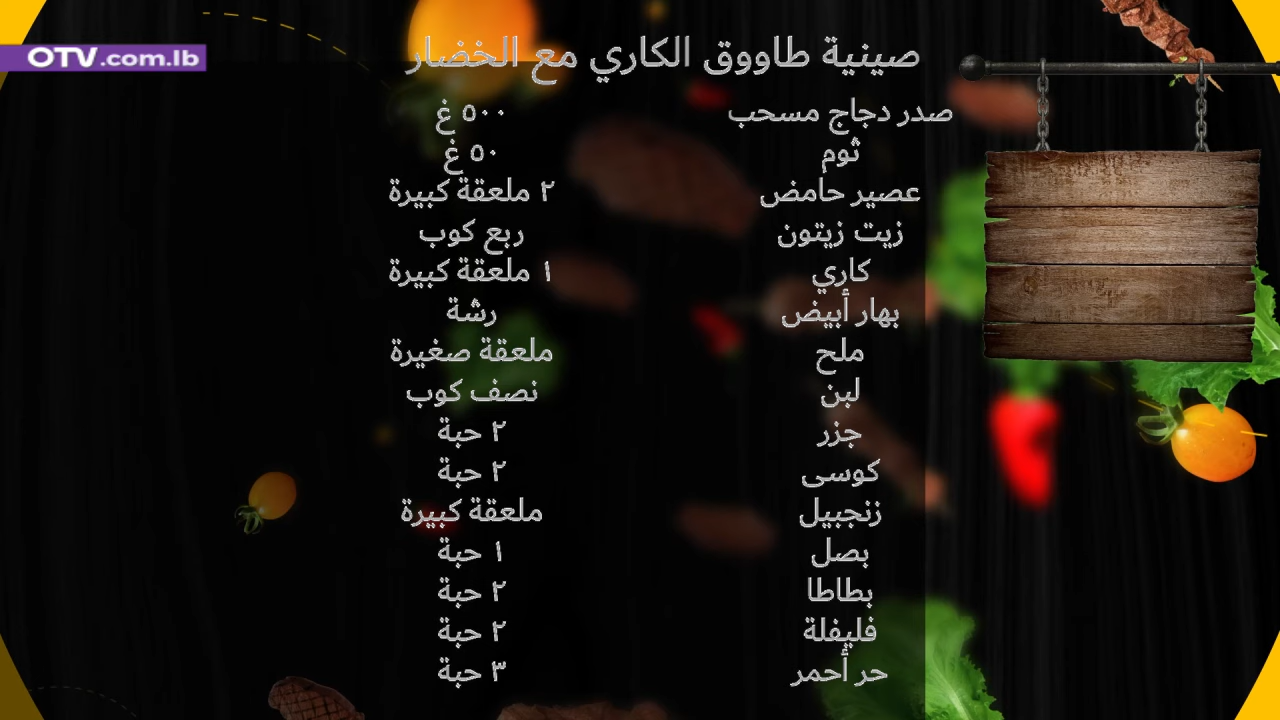 OTV.com.lb
صينية طاووق الكاري مع الخضار
صدر دجاج مسحب ٥٠٠ غ
ثوم ٥٠ غ
عصير حامض ٢ ملعقة كبيرة
زيت زيتون ربع كوب
كاري ١ ملعقة كبيرة
بهار أبيض رشة
ملح ملعقة صغيرة
لبن نصف كوب
جزر ٢ حبة
كوسى ٢ حبة
زنجبيل ملعقة كبيرة
بصل ١ حبة
بطاطا ٢ حبة
فليفلة ٢ حبة
حر أحمر ٣ حبة